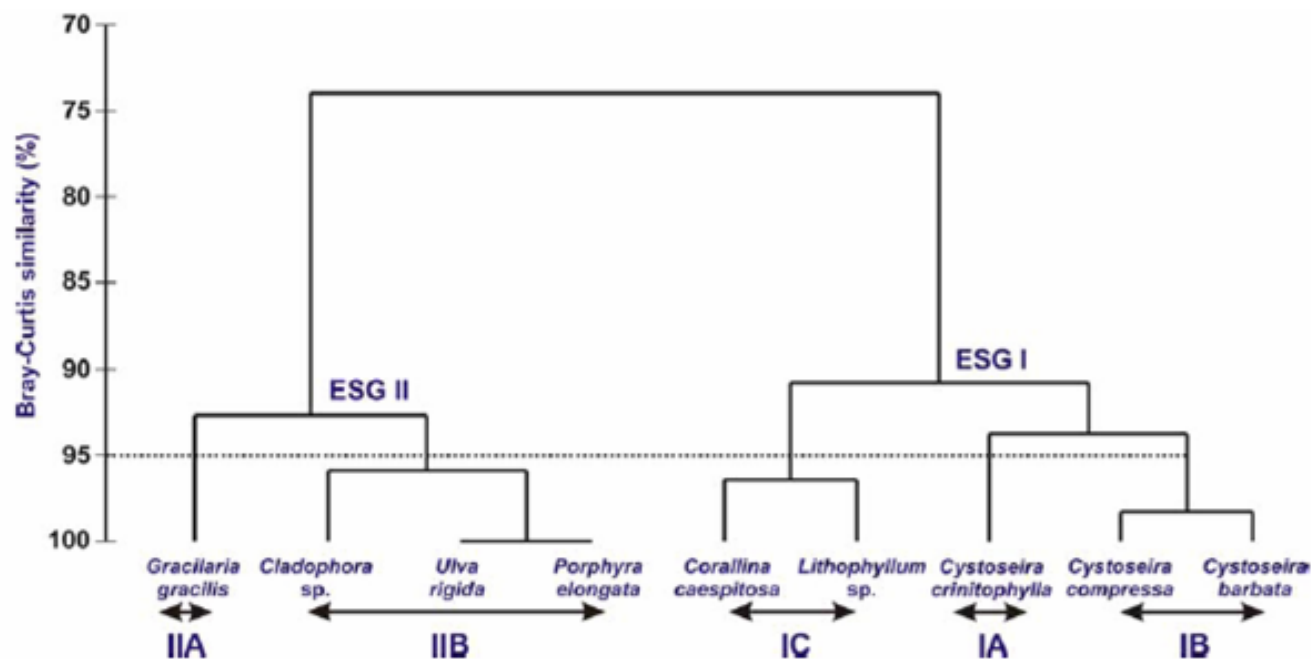 70
75
80
85
90
95
100
Bray-Curtis similarity (%)
ESG II
ESG I
Gracilaria gracilis
Cladophora sp.
Ulva rigida
Porphyra elongata
Corallina caespitosa
Lithophyllum sp.
Cystoseira crinitophylla
Cystoseira compressa
Cystoseira barbata
IIA
IIB
IC
IA
IB